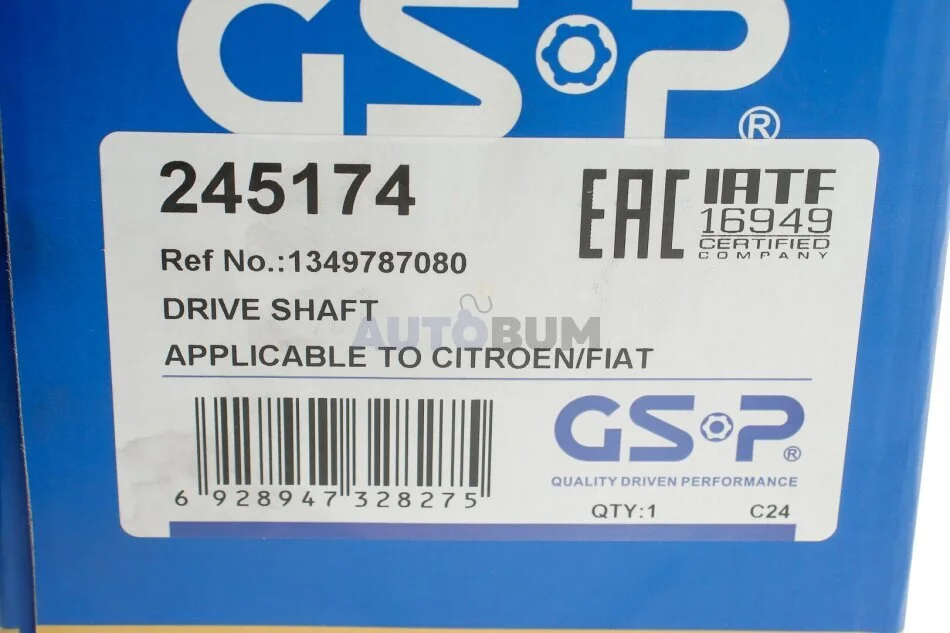 GSP®
245174
EAC
IATF
16949
CERTIFIED
COMPANY
Ref No.:1349787080
DRIVE SHAFT
AUTOBUM
APPLICABLE TO CITROEN/FIAT
6 928947 328275
GSP®
QUALITY DRIVEN PERFORMANCE
QTY:1 C24